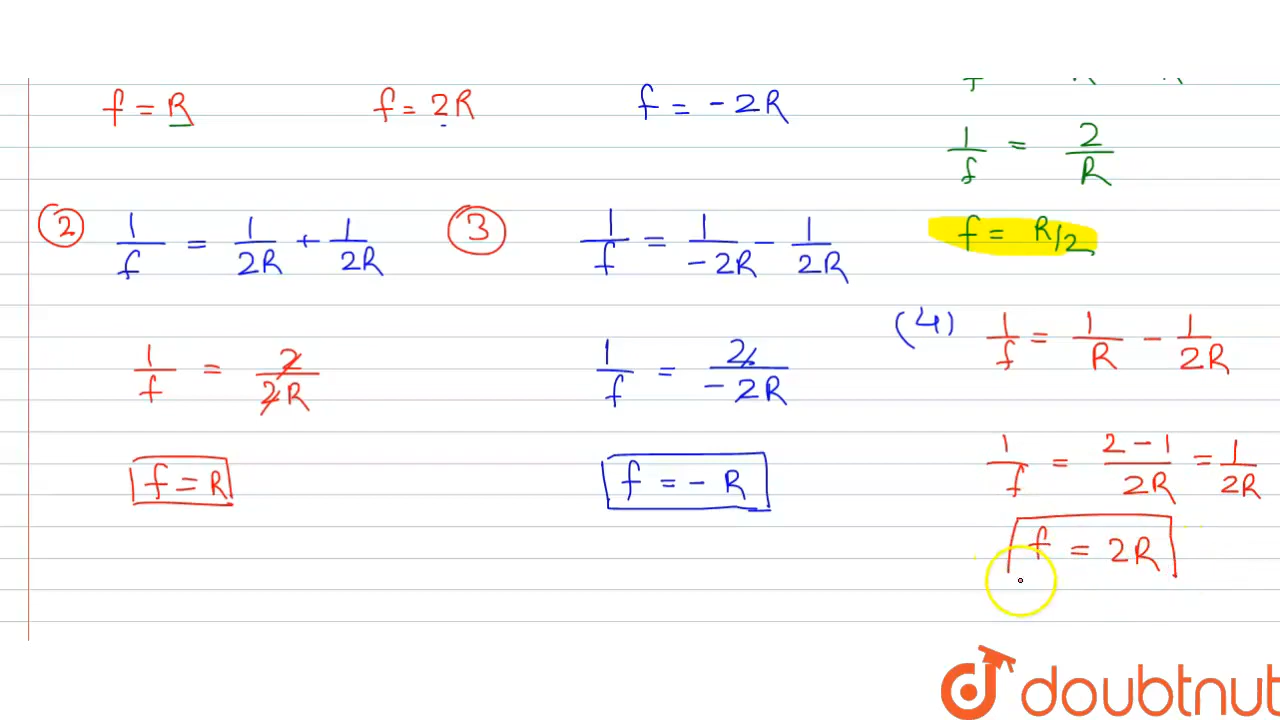 f = R
f = 2R
f = -2R
1/f = 2/R
f = R/2
② 1/f = 1/2R + 1/2R
1/f = 2/2R
f = R
③ 1/f = 1/-2R - 1/2R
1/f = 2/-2R
f = - R
(4) 1/f = 1/R - 1/2R
1/f = 2-1/2R = 1/2R
f = 2R
doubtnut